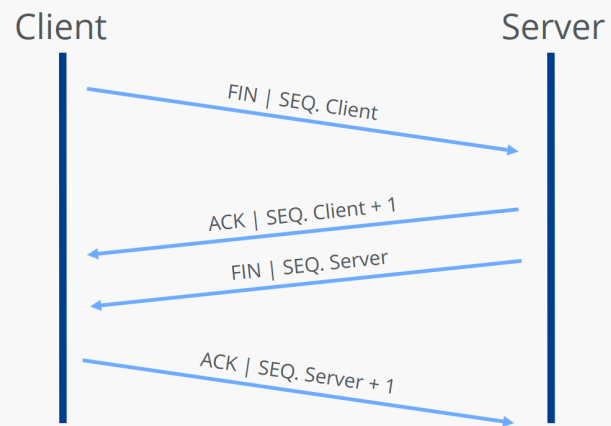 Client
Server
FIN | SEQ. Client
ACK | SEQ. Client + 1
FIN | SEQ. Server
ACK | SEQ. Server + 1